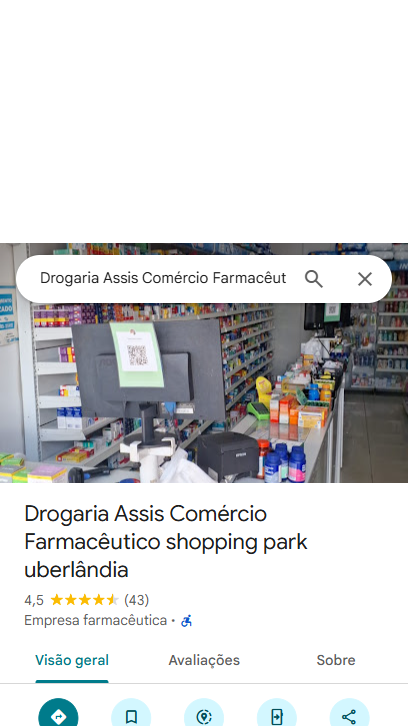 Drogaria Assis Comércio Farmacêut
Drogaria Assis Comércio
Farmacêutico shopping park
uberlândia
4,5 (43)
Empresa farmacêutica ·
Visão geral Avaliações Sobre